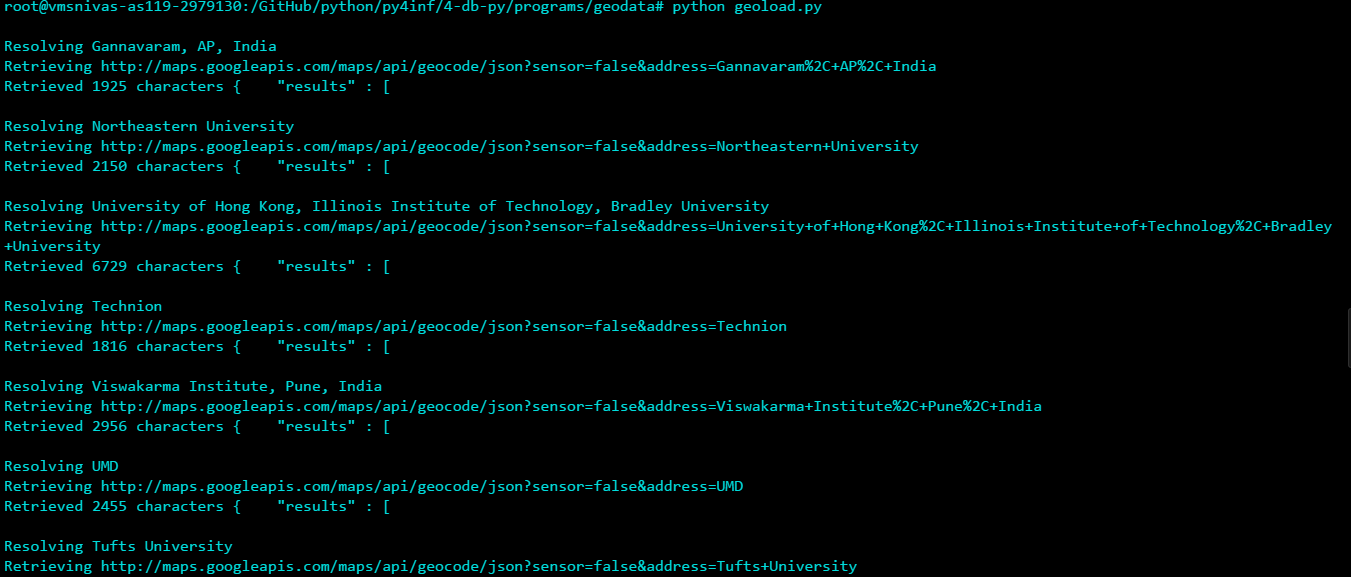 root@vmsnivas-as119-2979130:/GitHub/python/py4inf/4-db-py/programs/geodata# python geoload.py
Resolving Gannavaram, AP, India
Retrieving http://maps.googleapis.com/maps/api/geocode/json?sensor=false&address=Gannavaram%2C+AP%2C+India
Retrieved 1925 characters {    "results" : [
Resolving Northeastern University
Retrieving http://maps.googleapis.com/maps/api/geocode/json?sensor=false&address=Northeastern+University
Retrieved 2150 characters {    "results" : [
Resolving University of Hong Kong, Illinois Institute of Technology, Bradley University
Retrieving http://maps.googleapis.com/maps/api/geocode/json?sensor=false&address=University+of+Hong+Kong%2C+Illinois+Institute+of+Technology%2C+Bradley
+University
Retrieved 6729 characters {    "results" : [
Resolving Technion
Retrieving http://maps.googleapis.com/maps/api/geocode/json?sensor=false&address=Technion
Retrieved 1816 characters {    "results" : [
Resolving Viswakarma Institute, Pune, India
Retrieving http://maps.googleapis.com/maps/api/geocode/json?sensor=false&address=Viswakarma+Institute%2C+Pune%2C+India
Retrieved 2956 characters {    "results" : [
Resolving UMD
Retrieving http://maps.googleapis.com/maps/api/geocode/json?sensor=false&address=UMD
Retrieved 2455 characters {    "results" : [
Resolving Tufts University
Retrieving http://maps.googleapis.com/maps/api/geocode/json?sensor=false&address=Tufts+University